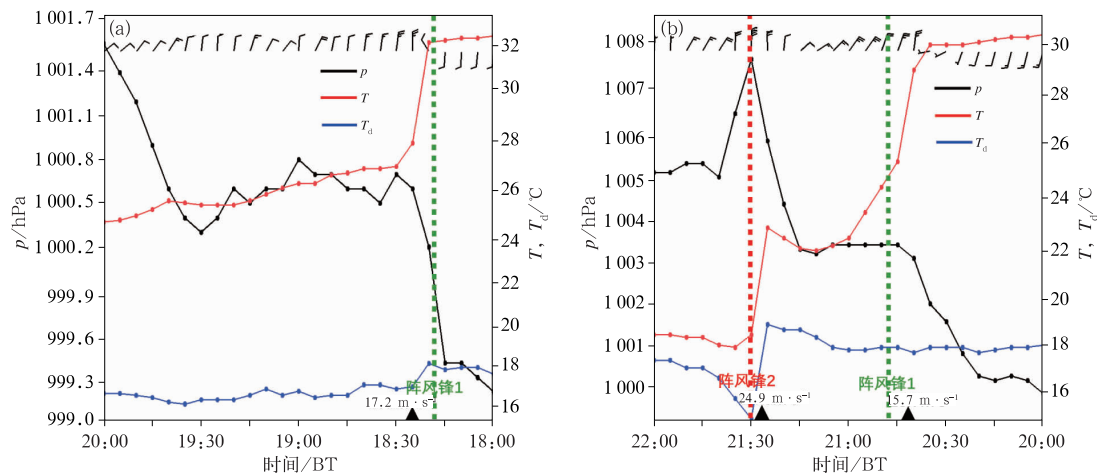 (a)
1 001.7
1 001.4
1 000.8
1 000.6
1 000.2
999.9
999.6
999.3
999.0
p/hPa
p
T
Td
32
30
28
26
24
22
20
18
16
T, Td/℃
阵风锋1
17.2 m · s⁻¹
20:00
19:30
19:00
18:30
18:00
时间/BT
(b)
1 008
1 007
1 006
1 005
1 004
1 003
1 002
1 001
1 000
p/hPa
p
T
Td
30
28
26
25
24
22
20
18
16
T, Td/℃
阵风锋2
24.9 m · s⁻¹
阵风锋1
15.7 m · s⁻¹
22:00
21:30
21:00
20:30
20:00
时间/BT